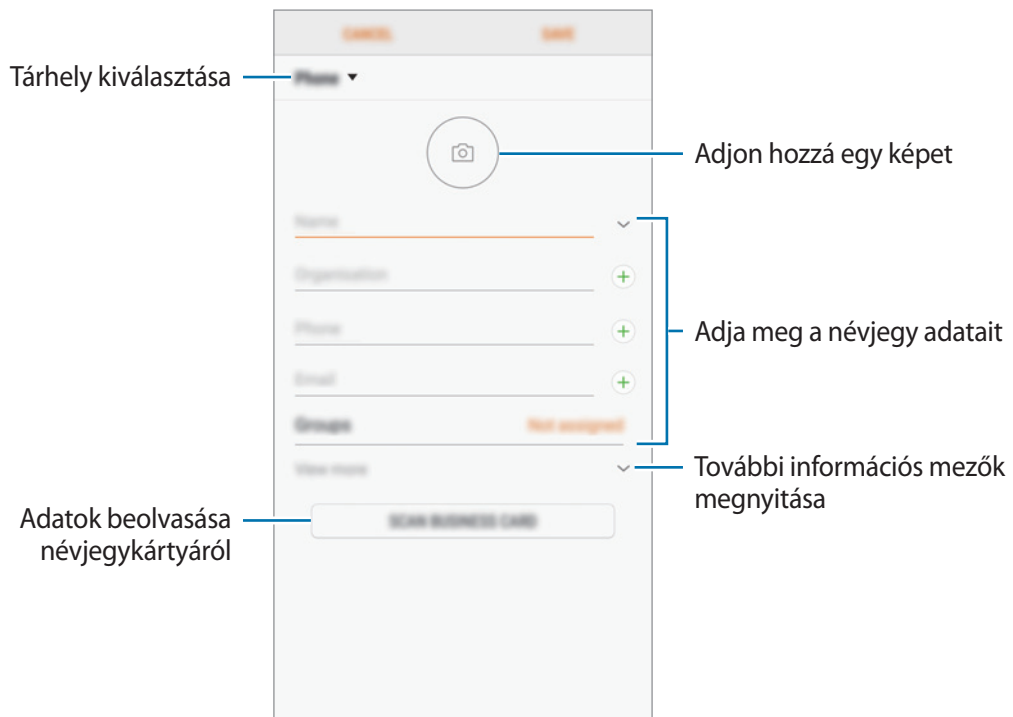 CANCEL
SAVE
Tárhely kiválasztása
Phone
Adjon hozzá egy képet
Name
Organisation
Phone
Adja meg a névjegy adatait
Email
Groups
Not assigned
View more
További információs mezők
megnyitása
Adatok beolvasása
névjegykártyáról
SCAN BUSINESS CARD